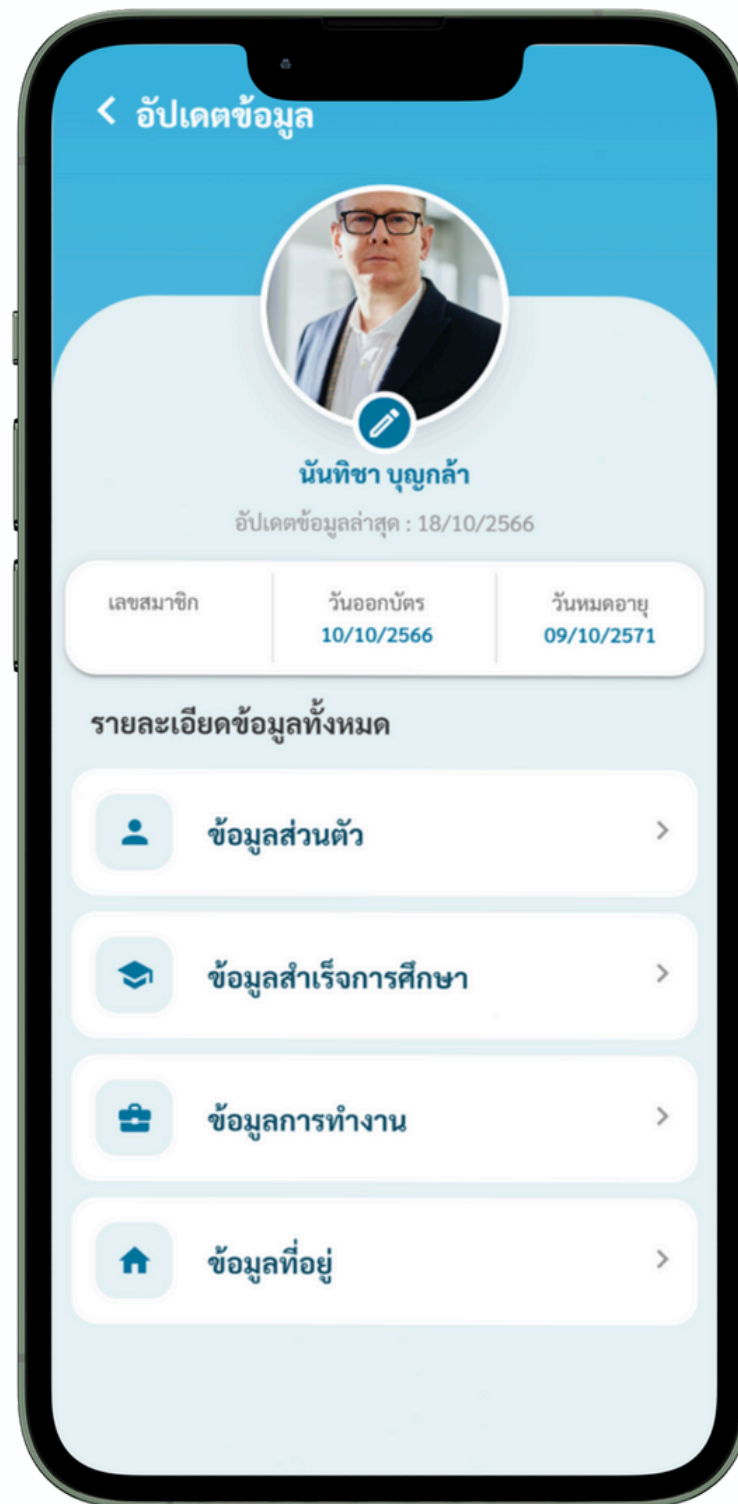 อัปเดตข้อมูล
นันทิชา บุญกล้า
อัปเดตข้อมูลล่าสุด : 18/10/2566
เลขสมาชิก วันออกบัตร วันหมดอายุ
10/10/2566 09/10/2571
รายละเอียดข้อมูลทั้งหมด
ข้อมูลส่วนตัว
ข้อมูลสำเร็จการศึกษา
ข้อมูลการทำงาน
ข้อมูลที่อยู่